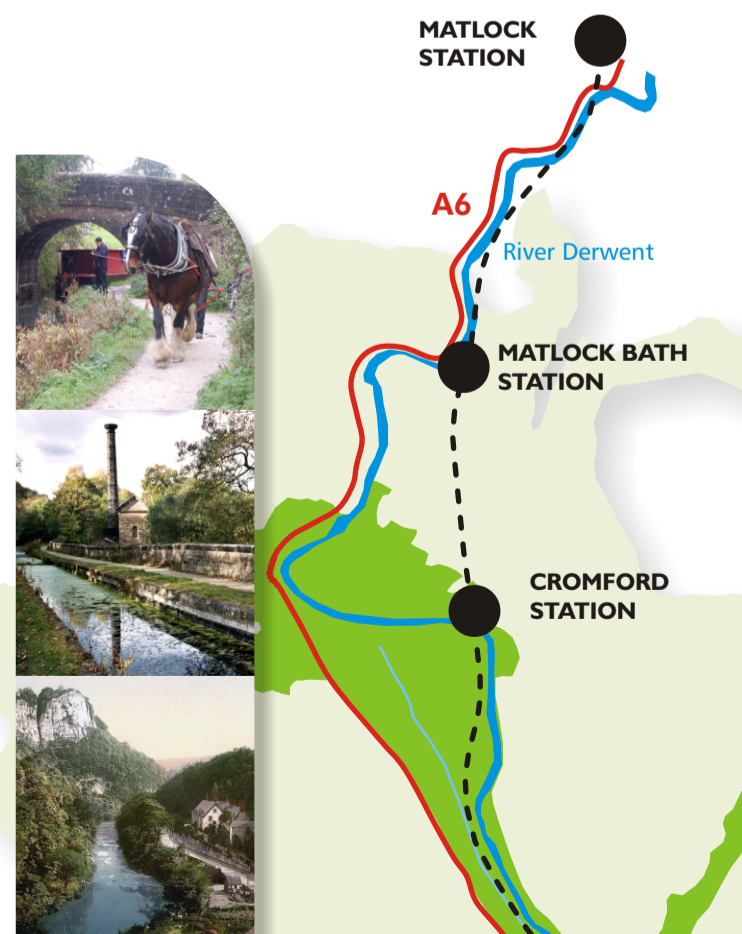 MATLOCK
STATION
A6
River Derwent
MATLOCK BATH
STATION
CROMFORD
STATION